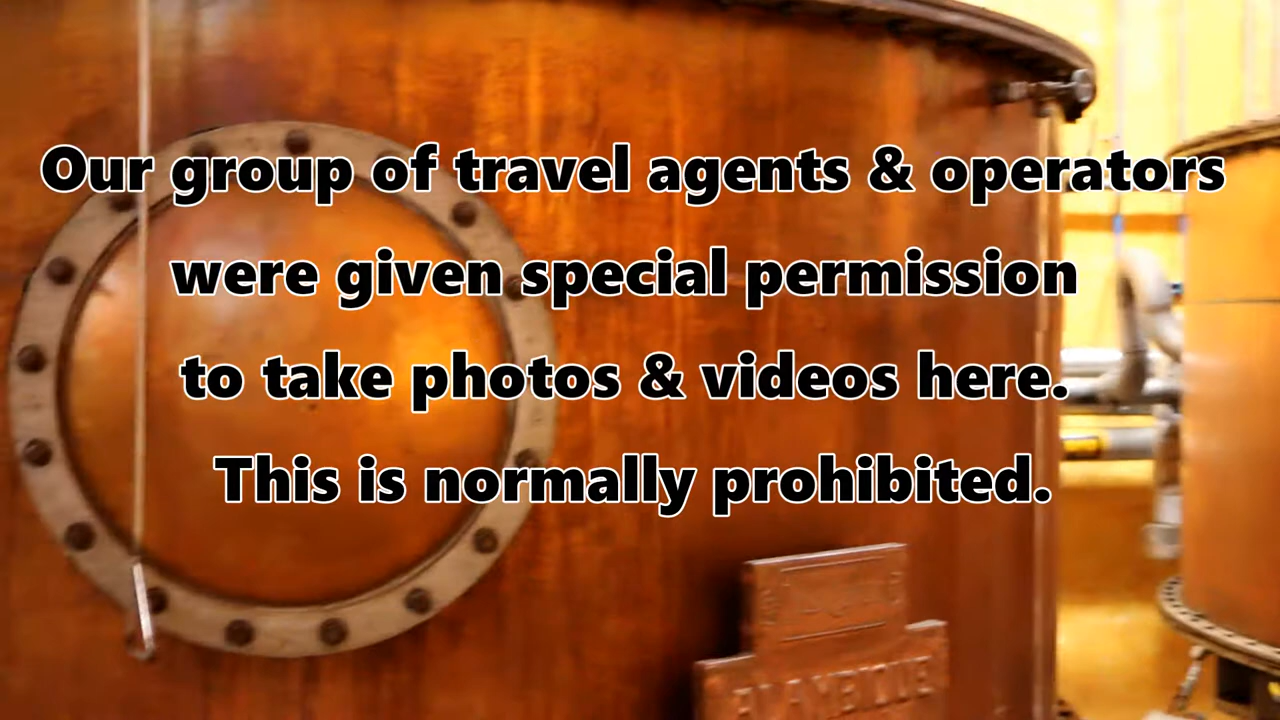 Our group of travel agents & operators
were given special permission
to take photos & videos here.
This is normally prohibited.